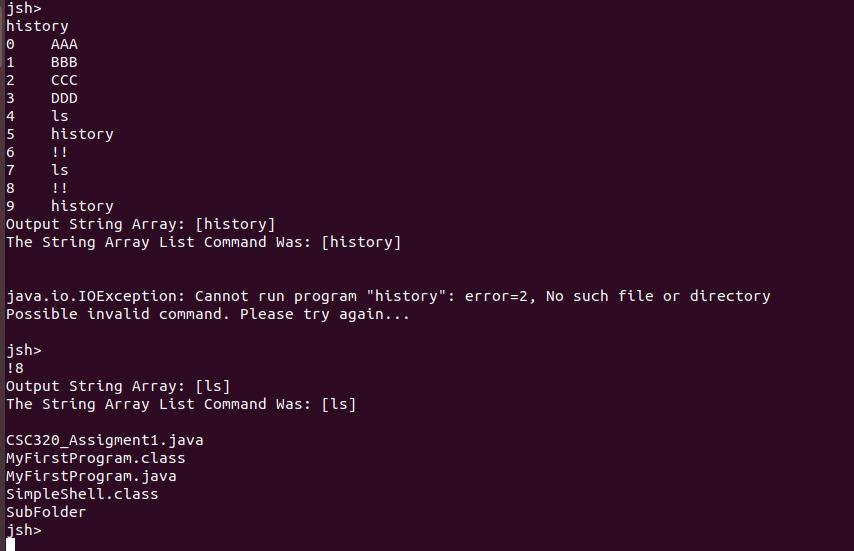 jsh>
history
0    AAA
1    BBB
2    CCC
3    DDD
4    ls
5    history
6    !!
7    ls
8    !!
9    history
Output String Array: [history]
The String Array List Command Was: [history]
java.io.IOException: Cannot run program "history": error=2, No such file or directory
Possible invalid command. Please try again...
jsh>
!8
Output String Array: [ls]
The String Array List Command Was: [ls]
CSC320_Assigment1.java
MyFirstProgram.class
MyFirstProgram.java
SimpleShell.class
SubFolder
jsh>